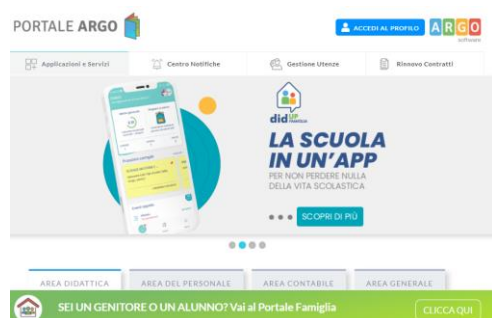 PORTALE ARGO
ACCEDI AL PROFILO
ARGO
software
Applicazioni e Servizi
Centro Notifiche
Gestione Utenze
Rinnovo Contratti
didUP
FAMIGLIA
LA SCUOLA
IN UN'APP
PER NON PERDERE NULLA
DELLA VITA SCOLASTICA
SCOPRI DI PIÙ
AREA DIDATTICA
AREA DEL PERSONALE
AREA CONTABILE
AREA GENERALE
SEI UN GENITORE O UN ALUNNO? Vai al Portale Famiglia
CLICCA QUI